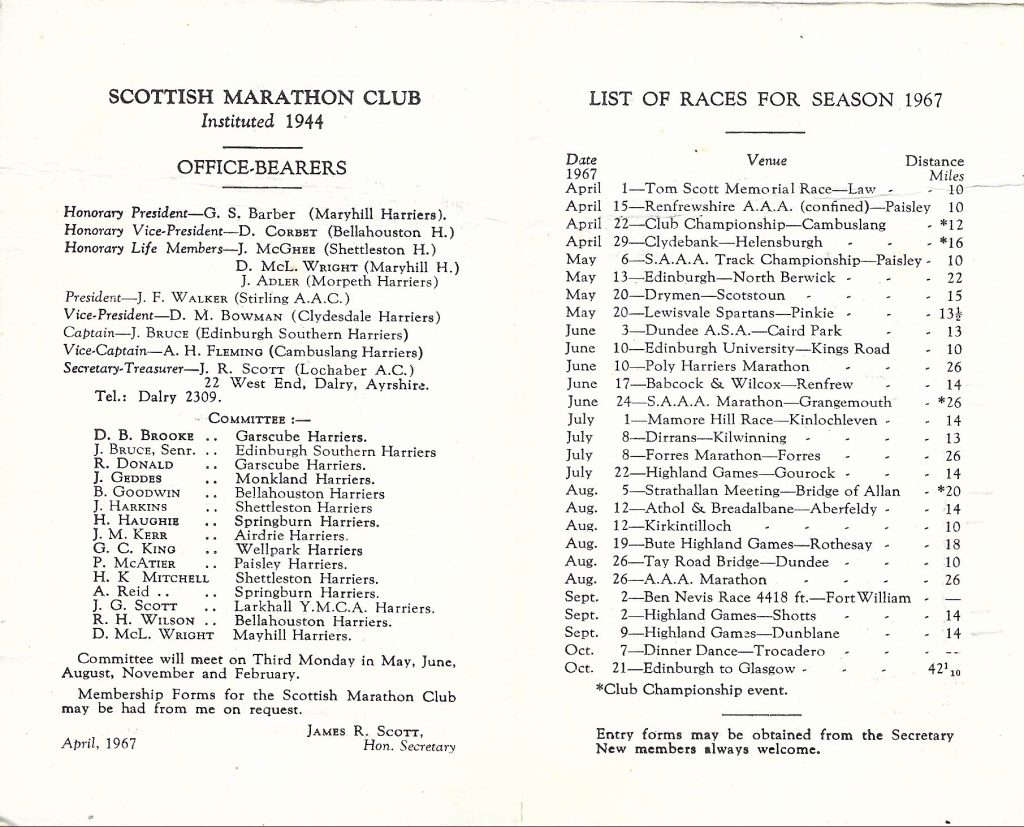 SCOTTISH MARATHON CLUB
Instituted 1944
OFFICE-BEARERS
Honorary President—G. S. Barber (Maryhill Harriers).
Honorary Vice-President—D. CORBET (Bellahouston H.)
Honorary Life Members—J. MCGHEE (Shettleston H.)
D. MCL. WRIGHT (Maryhill H.)
J. ADLER (Morpeth Harriers)
President—J. F. WALKER (Stirling A.A.C.)
Vice-President—D. M. BOWMAN (Clydesdale Harriers)
Captain—J. BRUCE (Edinburgh Southern Harriers)
Vice-Captain—A. H. FLEMING (Cambuslang Harriers)
Secretary-Treasurer—J. R. SCOTT (Lochaber A.C.)
22 West End, Dalry, Ayrshire.
Tel.: Dalry 2309.
COMMITTEE :—
D. B. BROOKE .. Garscube Harriers.
J. BRUCE, Senr. .. Edinburgh Southern Harriers
R. DONALD .. Garscube Harriers.
J. GEDDES .. Monkland Harriers.
B. GOODWIN .. Bellahouston Harriers
J. HARKINS .. Shettleston Harriers
H. HAUGHIE .. Springburn Harriers.
J. M. KERR .. Airdrie Harriers.
G. C. KING .. Wellpark Harriers
P. MCATIER .. Paisley Harriers.
H. K MITCHELL Shettleston Harriers.
A. Reid .. .. Springburn Harriers.
J. G. SCOTT .. Larkhall Y.M.C.A. Harriers.
R. H. WILSON .. Bellahouston Harriers.
D. MCL. WRIGHT Mayhill Harriers.
Committee will meet on Third Monday in May, June,
August, November and February.
Membership Forms for the Scottish Marathon Club
may be had from me on request.
JAMES R. SCOTT,
April, 1967 Hon. Secretary
LIST OF RACES FOR SEASON 1967
Date Venue Distance
1967 Miles
April 1—Tom Scott Memorial Race—Law - - 10
April 15—Renfrewshire A.A.A. (confined)—Paisley 10
April 22—Club Championship—Cambuslang - *12
April 29—Clydebank—Helensburgh - - - *16
May 6—S.A.A.A. Track Championship—Paisley - 10
May 13—Edinburgh—North Berwick - - - 22
May 20—Drymen—Scotstoun - - - - 15
May 20—Lewisvale Spartans—Pinkie - - - 13½
June 3—Dundee A.S.A.—Caird Park - - 13
June 10—Edinburgh University—Kings Road - 10
June 10—Poly Harriers Marathon - - - 26
June 17—Babcock & Wilcox—Renfrew - - 14
June 24—S.A.A.A. Marathon—Grangemouth - *26
July 1—Mamore Hill Race—Kinlochleven - - 14
July 8—Dirrans—Kilwinning - - - - 13
July 8—Forres Marathon—Forres - - - 26
July 22—Highland Games—Gourock - - - 14
Aug. 5—Strathallan Meeting—Bridge of Allan - *20
Aug. 12—Athol & Breadalbane—Aberfeldy - - 14
Aug. 12—Kirkintilloch - - - - - 10
Aug. 19—Bute Highland Games—Rothesay - - 18
Aug. 26—Tay Road Bridge—Dundee - - - 10
Aug. 26—A.A.A. Marathon - - - - 26
Sept. 2—Ben Nevis Race 4418 ft.—Fort William - —
Sept. 2—Highland Games—Shotts - - - 14
Sept. 9—Highland Games—Dunblane - - 14
Oct. 7—Dinner Dance—Trocadero - - - --
Oct. 21—Edinburgh to Glasgow - - - 42¹₁₀
*Club Championship event.
Entry forms may be obtained from the Secretary
New members always welcome.